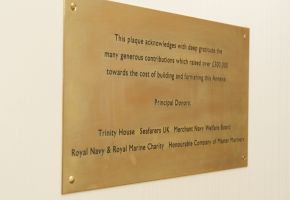 This plaque acknowledges with deep gratitude the
many generous contributions which raised over £300,000
towards the cost of building and furnishing this Annexe.
Principal Donors:
Trinity House Seafarers UK Merchant Navy Welfare Board
Royal Navy & Royal Marine Charity Honourable Company of Master Mariners